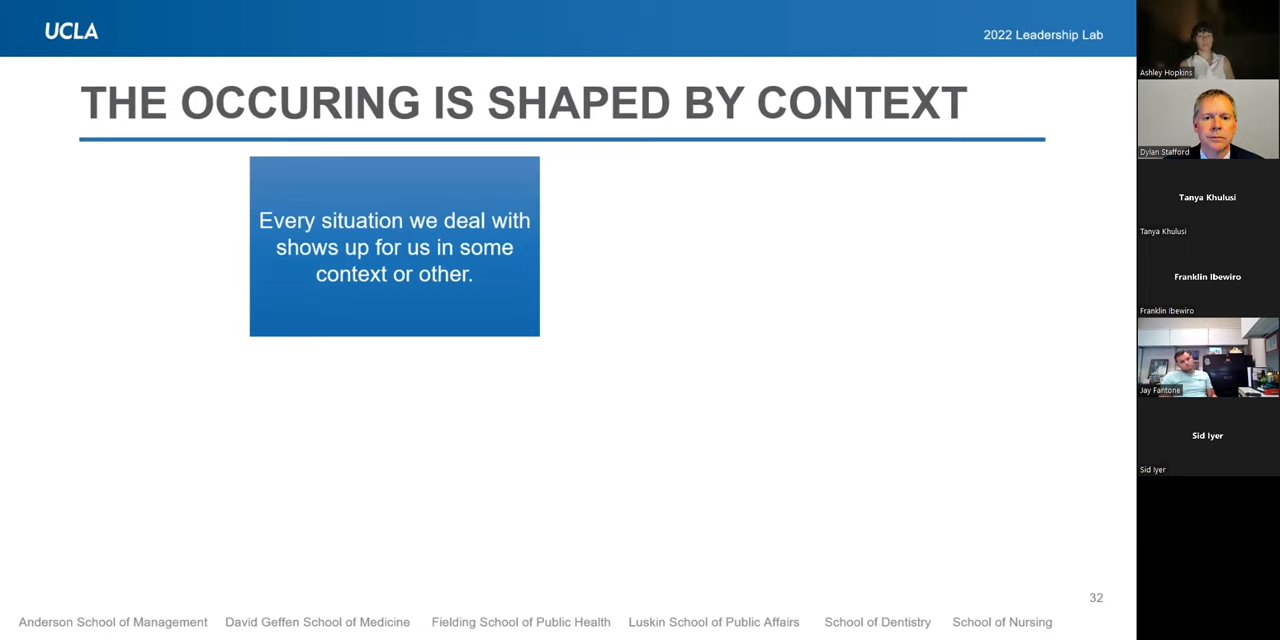 UCLA
2022 Leadership Lab
THE OCCURING IS SHAPED BY CONTEXT
Every situation we deal with
shows up for us in some
context or other.
32
Anderson School of Management David Geffen School of Medicine Fielding School of Public Health Luskin School of Public Affairs School of Dentistry School of Nursing
Ashley Hopkins
Dylan Stafford
Tanya Khulusi
Tanya Khulusi
Franklin Ibewiro
Franklin Ibewiro
Jay Fantone
Sid Iyer
Sid Iyer